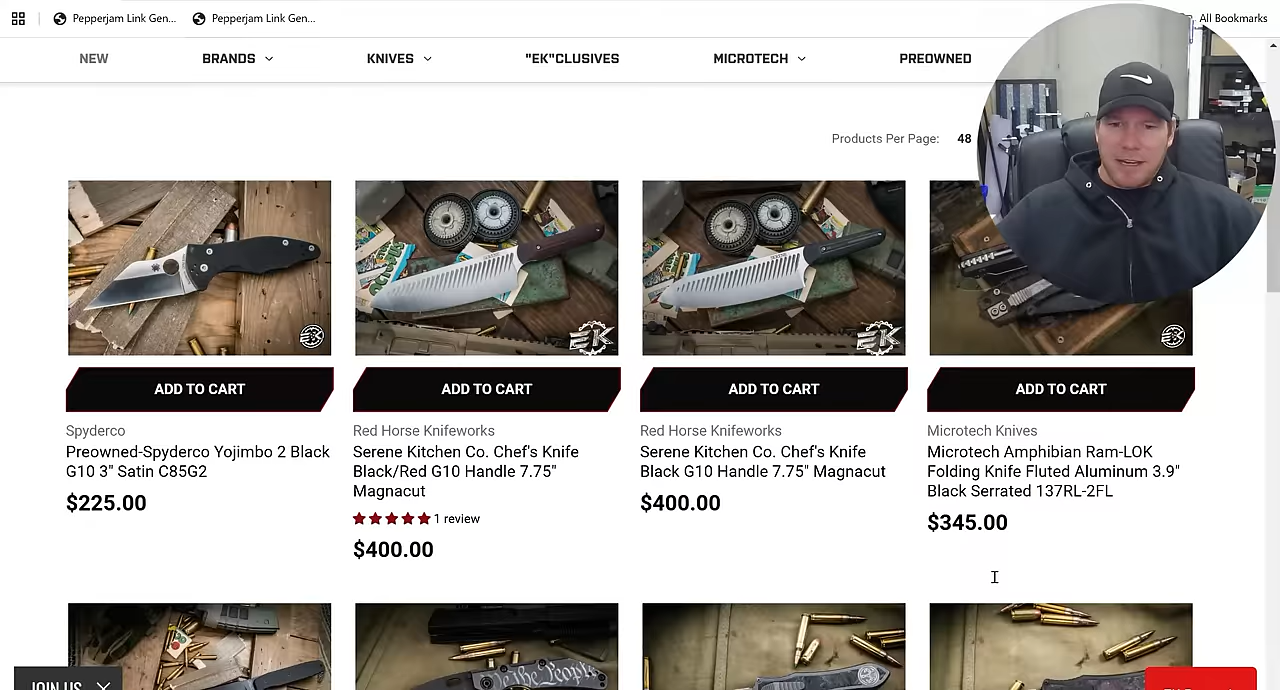 Pepperjam Link Gen... Pepperjam Link Gen... All Bookmarks
NEW BRANDS KNIVES "EK"CLUSIVES MICROTECH PREOWNED
Products Per Page: 48
EK
EK
ADD TO CART ADD TO CART ADD TO CART ADD TO CART
Spyderco
Preowned-Spyderco Yojimbo 2 Black
G10 3" Satin C85G2
$225.00
Red Horse Knifeworks
Serene Kitchen Co. Chef's Knife
Black/Red G10 Handle 7.75"
Magnacut
1 review
$400.00
Red Horse Knifeworks
Serene Kitchen Co. Chef's Knife
Black G10 Handle 7.75" Magnacut
$400.00
Microtech Knives
Microtech Amphibian Ram-LOK
Folding Knife Fluted Aluminum 3.9"
Black Serrated 137RL-2FL
$345.00
We the People
JOIN US